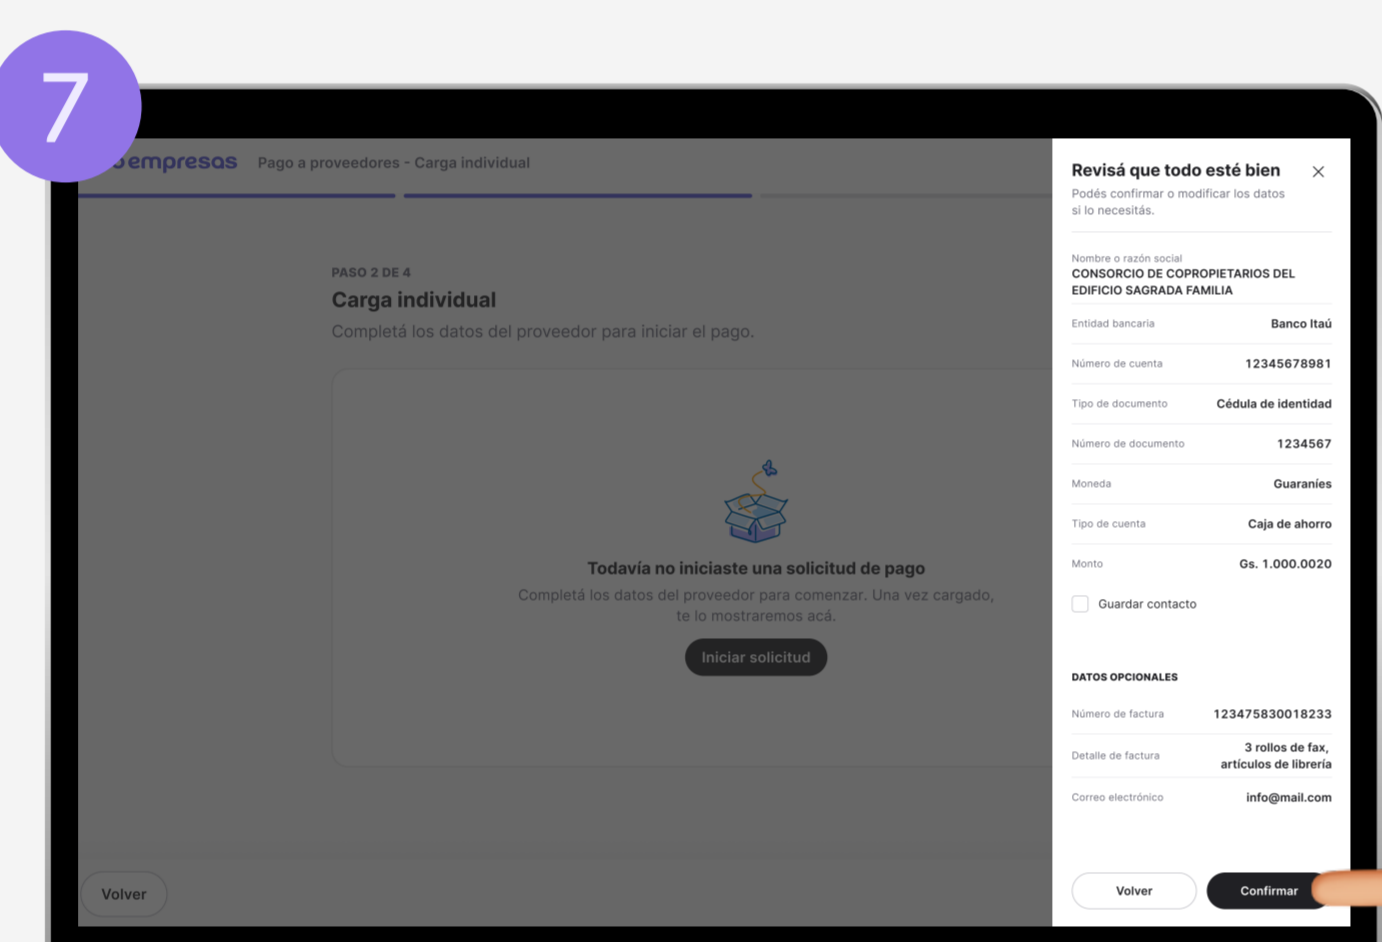 7
empresas
Pago a proveedores - Carga individual
PASO 2 DE 4
Carga individual
Completá los datos del proveedor para iniciar el pago.
Todavía no iniciaste una solicitud de pago
Completá los datos del proveedor para comenzar. Una vez cargado,
te lo mostraremos acá.
Iniciar solicitud
Volver
Revisá que todo esté bien
Podés confirmar o modificar los datos
si lo necesitás.
Nombre o razón social
CONSORCIO DE COPROPIETARIOS DEL
EDIFICIO SAGRADA FAMILIA
Entidad bancaria Banco Itaú
Número de cuenta 12345678981
Tipo de documento Cédula de identidad
Número de documento 1234567
Moneda Guaraníes
Tipo de cuenta Caja de ahorro
Monto Gs. 1.000.0020
Guardar contacto
DATOS OPCIONALES
Número de factura 123475830018233
Detalle de factura 3 rollos de fax,
artículos de librería
Correo electrónico info@mail.com
Volver Confirmar